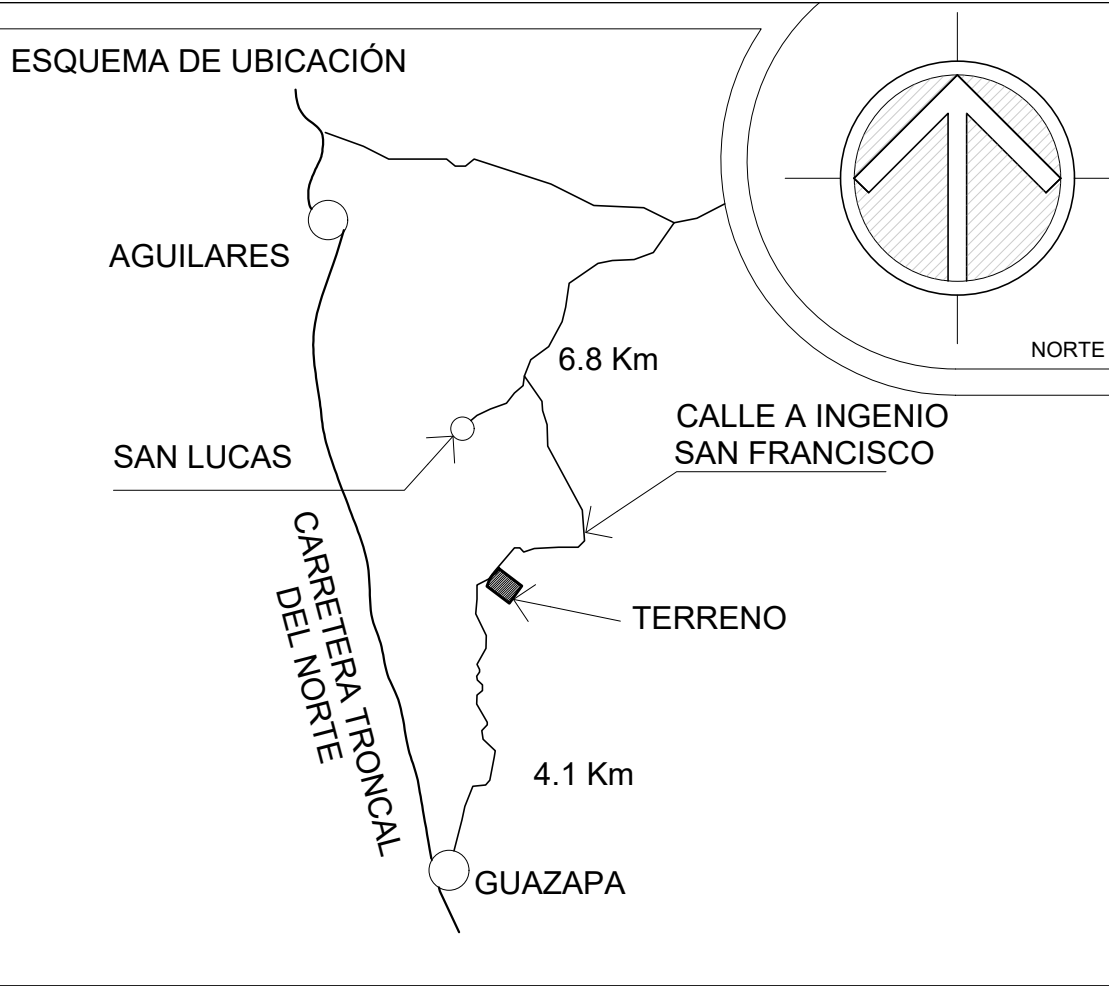 ESQUEMA DE UBICACIÓN
AGUILARES
NORTE
6.8 Km
CALLE A INGENIO
SAN FRANCISCO
SAN LUCAS
CARRETERA TRONCAL
DEL NORTE
TERRENO
4.1 Km
GUAZAPA